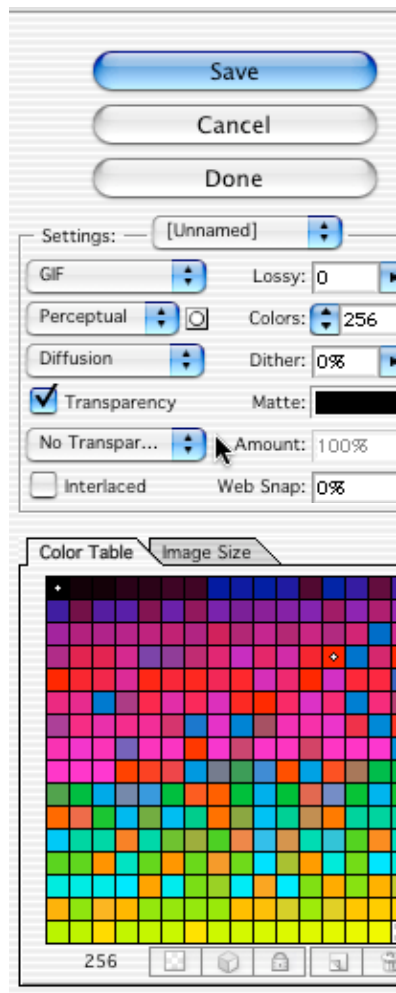 Save
Cancel
Done
Settings: [Unnamed]
GIF Lossy: 0
Perceptual Colors: 256
Diffusion Dither: 0%
Transparency Matte:
No Transpar... Amount: 100%
Interlaced Web Snap: 0%
Color Table Image Size
256